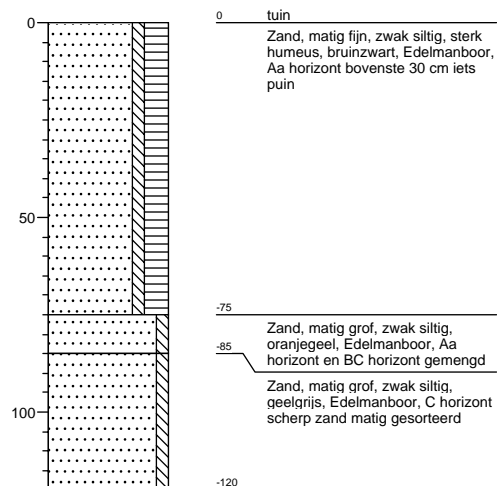 0
0
tuin
Zand, matig fijn, zwak siltig, sterk
humeus, bruinzwart, Edelmanboor,
Aa horizont bovenste 30 cm iets
puin
50
-75
Zand, matig grof, zwak siltig,
oranjegeel, Edelmanboor, Aa
horizont en BC horizont gemengd
-85
Zand, matig grof, zwak siltig,
geelgrijs, Edelmanboor, C horizont
scherp zand matig gesorteerd
100
-120